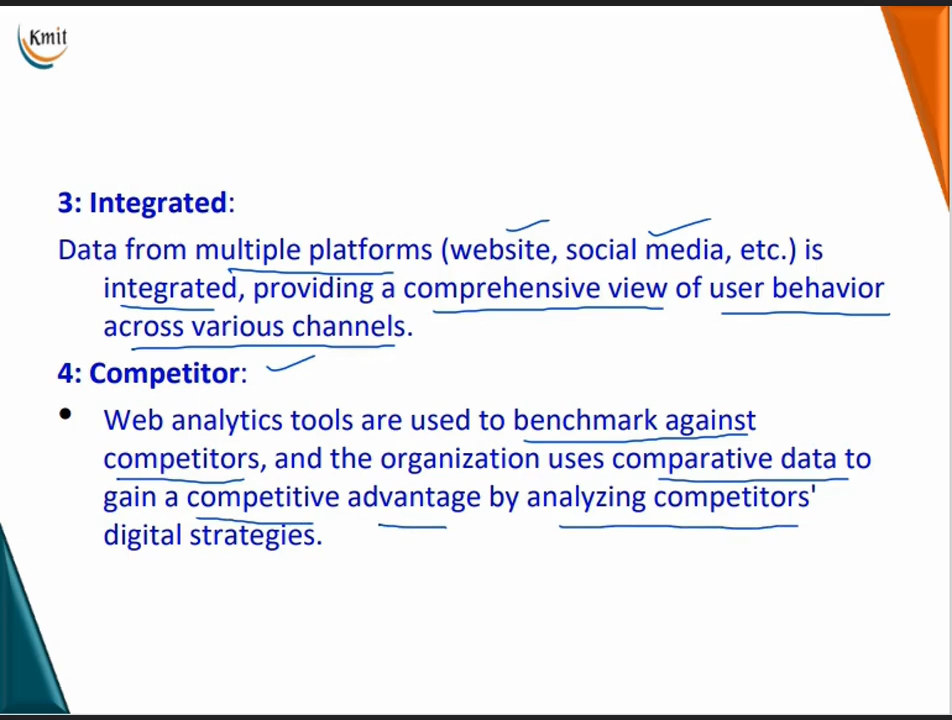 Kmit
3: Integrated:
Data from multiple platforms (website, social media, etc.) is
integrated, providing a comprehensive view of user behavior
across various channels.
4: Competitor:
• Web analytics tools are used to benchmark against
competitors, and the organization uses comparative data to
gain a competitive advantage by analyzing competitors'
digital strategies.